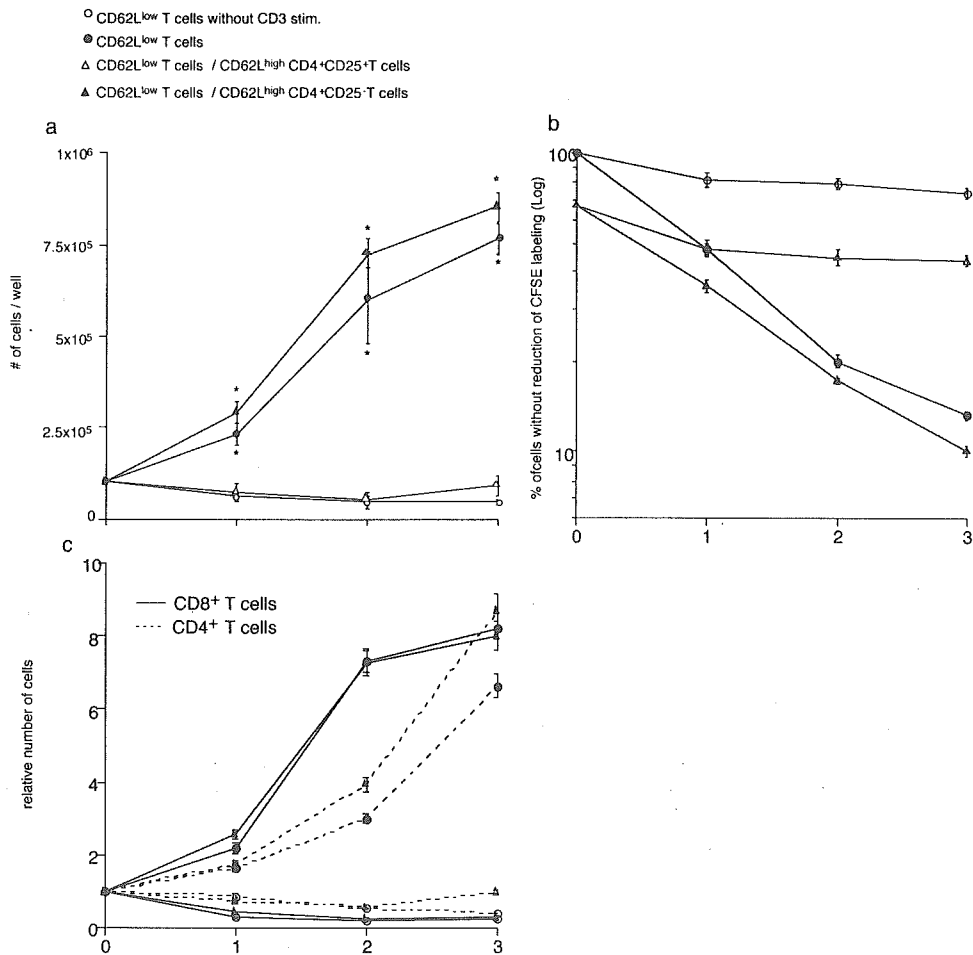 CD62Llow T cells without CD3 stim.
CD62Llow T cells
CD62Llow T cells / CD62Lhigh CD4+CD25+T cells
CD62Llow T cells / CD62Lhigh CD4+CD25-T cells
a
1x106
7.5x105
5x105
2.5x105
0
# of cells / well
b
100
10
% ofcells without reduction of CFSE labeling (Log)
0 1 2 3
c
10
8
6
4
2
0
relative number of cells
CD8+ T cells
CD4+ T cells
0 1 2 3